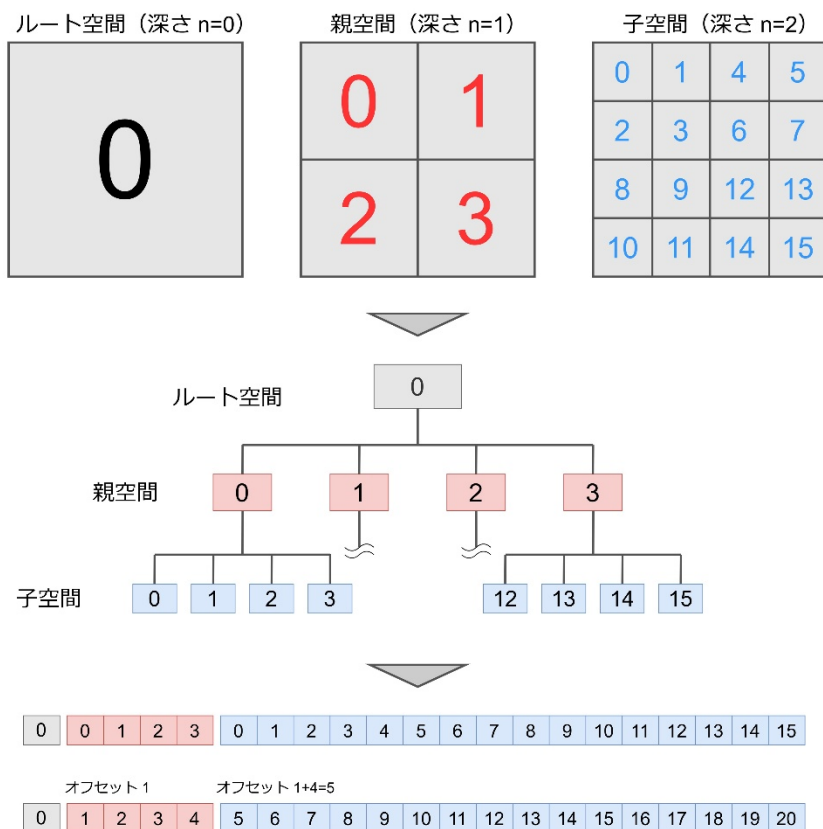 ルート空間（深さ n=0） 親空間（深さ n=1） 子空間（深さ n=2）
0
0 1
2 3
0 1 4 5
2 3 6 7
8 9 12 13
10 11 14 15
ルート空間 0
親空間 0 1 2 3
子空間 0 1 2 3 12 13 14 15
0 0 1 2 3 0 1 2 3 4 5 6 7 8 9 10 11 12 13 14 15
オフセット 1 オフセット 1+4=5
0 1 2 3 4 5 6 7 8 9 10 11 12 13 14 15 16 17 18 19 20